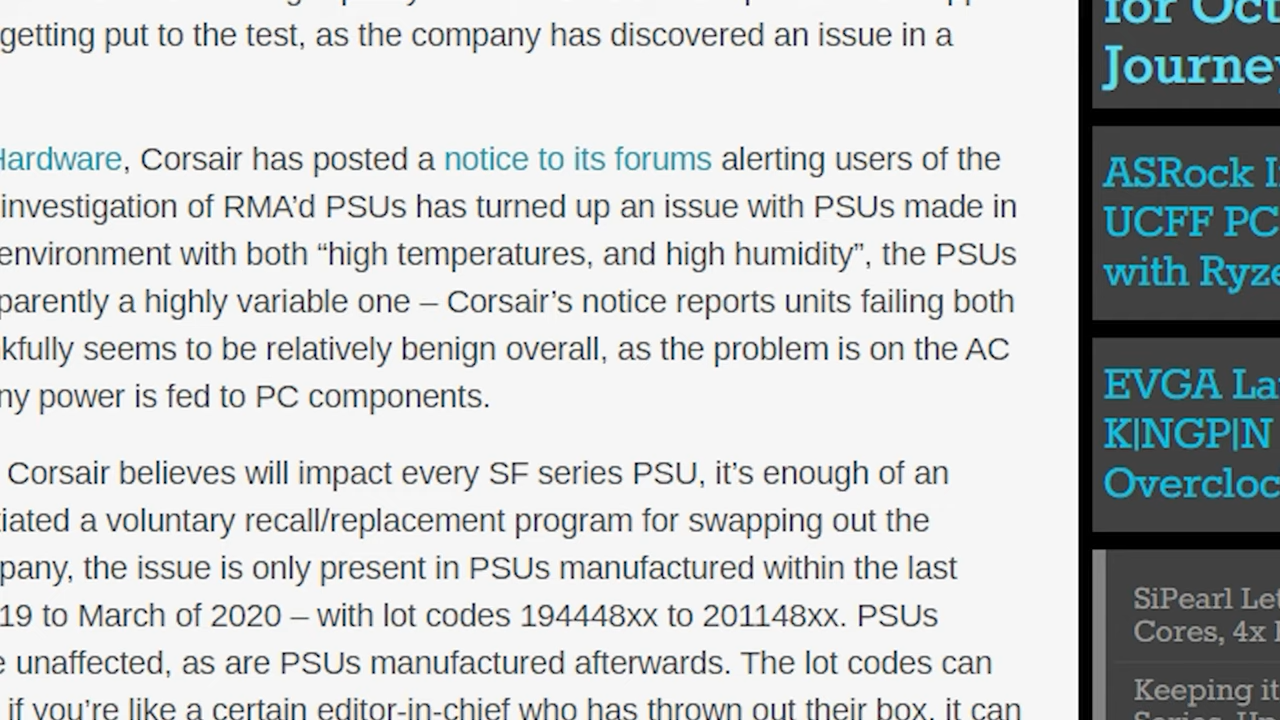 getting put to the test, as the company has discovered an issue in a
Hardware, Corsair has posted a notice to its forums alerting users of the
investigation of RMA’d PSUs has turned up an issue with PSUs made in
environment with both “high temperatures, and high humidity”, the PSUs
parently a highly variable one – Corsair’s notice reports units failing both
kfully seems to be relatively benign overall, as the problem is on the AC
ny power is fed to PC components.
Corsair believes will impact every SF series PSU, it’s enough of an
tiated a voluntary recall/replacement program for swapping out the
pany, the issue is only present in PSUs manufactured within the last
19 to March of 2020 – with lot codes 194448xx to 201148xx. PSUs
e unaffected, as are PSUs manufactured afterwards. The lot codes can
if you’re like a certain editor-in-chief who has thrown out their box, it can
for Oct
Journey
ASRock I
UCFF PC
with Ryze
EVGA La
K|NGP|N
Overcloc
SiPearl Let
Cores, 4x
Keeping it